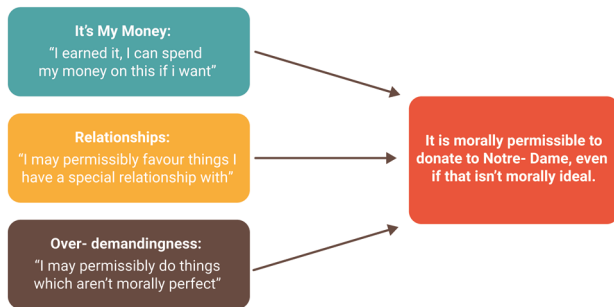 It's My Money:
“I earned it, I can spend
my money on this if i want”
Relationships:
“I may permissibly favour things I
have a special relationship with”
Over- demandingness:
“I may permissibly do things
which aren't morally perfect”
It is morally permissible to
donate to Notre- Dame, even
if that isn't morally ideal.